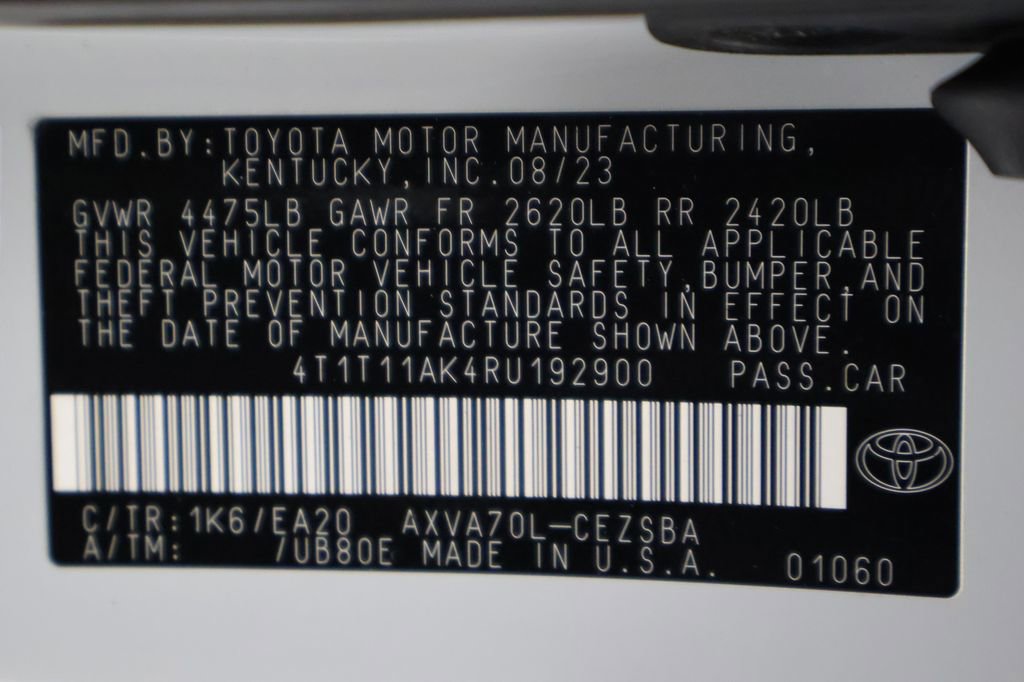 MFD.BY:TOYOTA MOTOR MANUFACTURING,
KENTUCKY,INC.08/23
GVWR 4475LB GAWR FR 2620LB RR 2420LB
THIS VEHICLE CONFORMS TO ALL APPLICABLE
FEDERAL MOTOR VEHICLE SAFETY,BUMPER,AND
THEFT PREVENTION STANDARDS IN EFFECT ON
THE DATE OF MANUFACTURE SHOWN ABOVE.
4T1T11AK4RU192900 PASS.CAR
C/TR:1K6/EA20 AXVA70L-CEZSBA
A/TM: 7UB80E MADE IN U.S.A. 01060